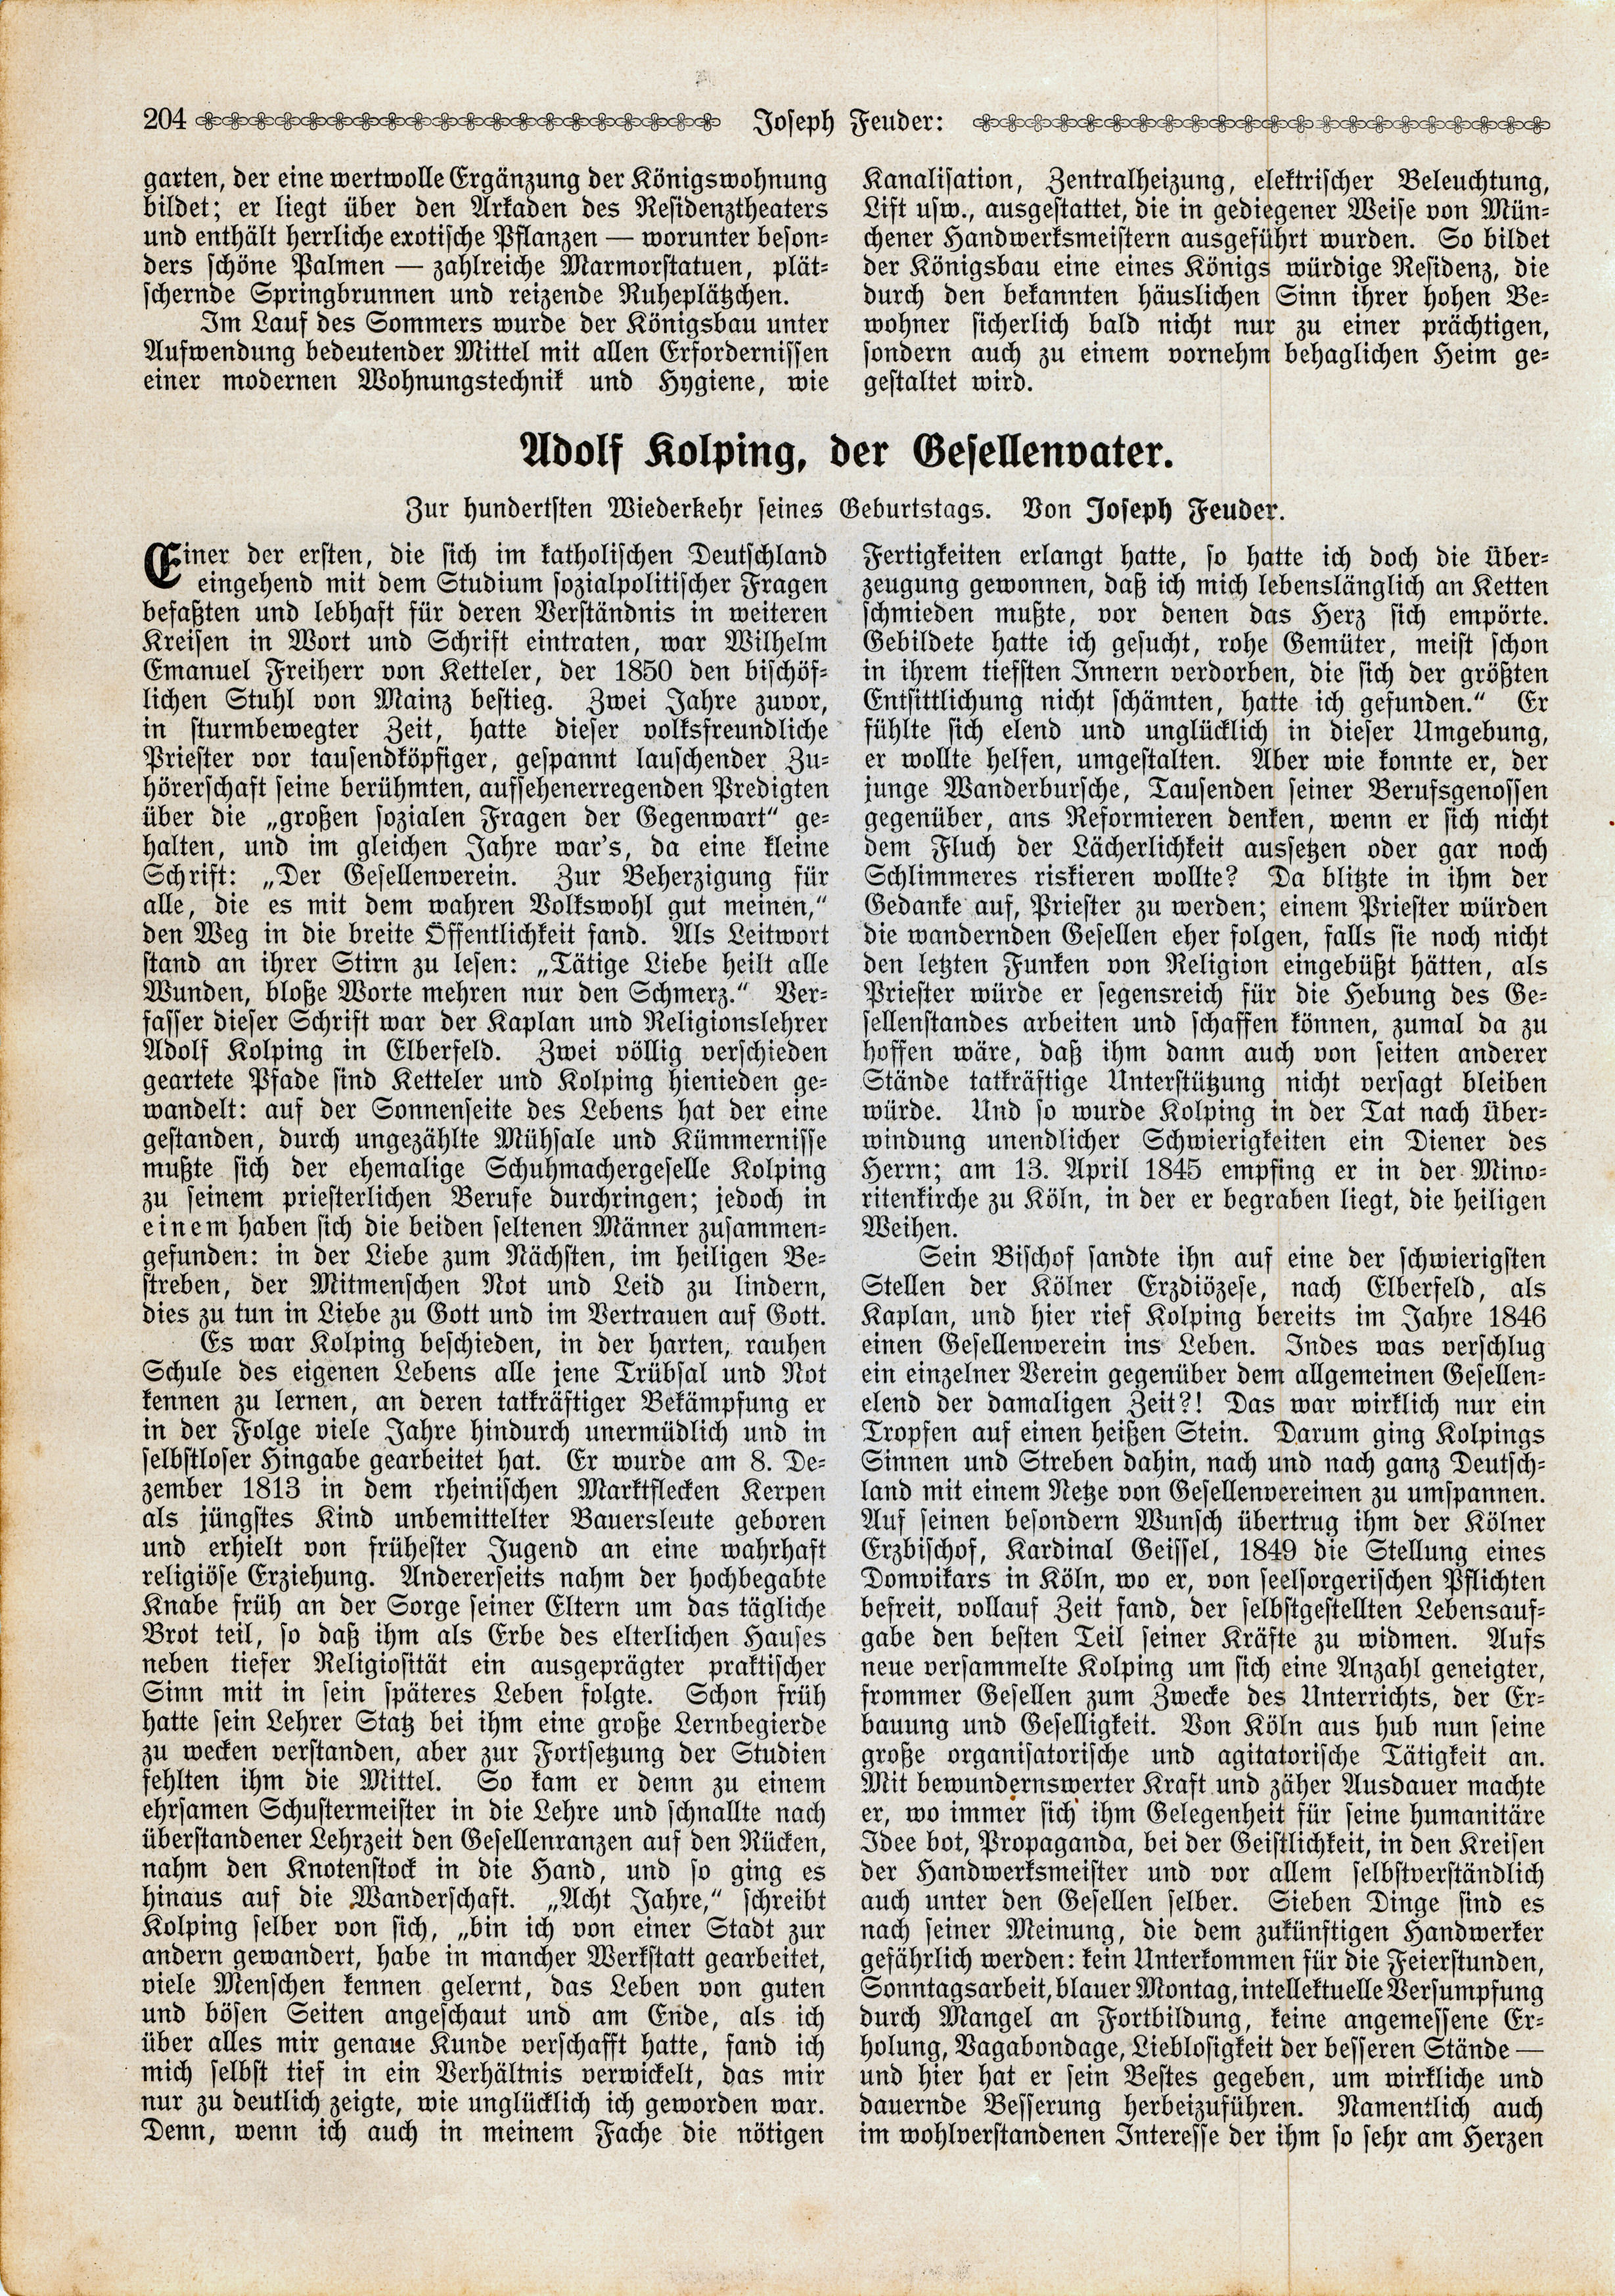 204 Joseph Feuder:
garten, der eine wertwolle Ergänzung der Königswohnung
bildet; er liegt über den Arkaden des Residenztheaters
und enthält herrliche exotische Pflanzen — worunter beson-
ders schöne Palmen — zahlreiche Marmorstatuen, plät-
schernde Springbrunnen und reizende Ruheplätzchen.
Im Lauf des Sommers wurde der Königsbau unter
Aufwendung bedeutender Mittel mit allen Erfordernissen
einer modernen Wohnungstechnik und Hygiene, wie
Kanalisation, Zentralheizung, elektrischer Beleuchtung,
Lift usw., ausgestattet, die in gediegener Weise von Mün-
chener Handwerksmeistern ausgeführt wurden. So bildet
der Königsbau eine eines Königs würdige Residenz, die
durch den bekannten häuslichen Sinn ihrer hohen Be-
wohner sicherlich bald nicht nur zu einer prächtigen,
sondern auch zu einem vornehm behaglichen Heim ge-
gestaltet wird.
Adolf Kolping, der Gesellenvater.
Zur hundertsten Wiederkehr seines Geburtstags. Von Joseph Feuder.
Einer der ersten, die sich im katholischen Deutschland
eingehend mit dem Studium sozialpolitischer Fragen
befaßten und lebhaft für deren Verständnis in weiteren
Kreisen in Wort und Schrift eintraten, war Wilhelm
Emanuel Freiherr von Ketteler, der 1850 den bischöf-
lichen Stuhl von Mainz bestieg. Zwei Jahre zuvor,
in sturmbewegter Zeit, hatte dieser volksfreundliche
Priester vor tausendköpfiger, gespannt lauschender Zu-
hörerschaft seine berühmten, aufsehenerregenden Predigten
über die „großen sozialen Fragen der Gegenwart“ ge-
halten, und im gleichen Jahre war's, da eine kleine
Schrift: „Der Gesellenverein. Zur Beherzigung für
alle, die es mit dem wahren Volkswohl gut meinen,“
den Weg in die breite Öffentlichkeit fand. Als Leitwort
stand an ihrer Stirn zu lesen: „Tätige Liebe heilt alle
Wunden, bloße Worte mehren nur den Schmerz.“ Ver-
fasser dieser Schrift war der Kaplan und Religionslehrer
Adolf Kolping in Elberfeld. Zwei völlig verschieden
geartete Pfade sind Ketteler und Kolping hienieden ge-
wandelt: auf der Sonnenseite des Lebens hat der eine
gestanden, durch ungezählte Mühsale und Kümmernisse
mußte sich der ehemalige Schuhmachergeselle Kolping
zu seinem priesterlichen Berufe durchringen; jedoch in
einem haben sich die beiden seltenen Männer zusammen-
gefunden: in der Liebe zum Nächsten, im heiligen Be-
streben, der Mitmenschen Not und Leid zu lindern,
dies zu tun in Liebe zu Gott und im Vertrauen auf Gott.
Es war Kolping beschieden, in der harten, rauhen
Schule des eigenen Lebens alle jene Trübsal und Not
kennen zu lernen, an deren tatkräftiger Bekämpfung er
in der Folge viele Jahre hindurch unermüdlich und in
selbstloser Hingabe gearbeitet hat. Er wurde am 8. De-
zember 1813 in dem rheinischen Marktflecken Kerpen
als jüngstes Kind unbemittelter Bauersleute geboren
und erhielt von frühester Jugend an eine wahrhaft
religiöse Erziehung. Andererseits nahm der hochbegabte
Knabe früh an der Sorge seiner Eltern um das tägliche
Brot teil, so daß ihm als Erbe des elterlichen Hauses
neben tiefer Religiosität ein ausgeprägter praktischer
Sinn mit in sein späteres Leben folgte. Schon früh
hatte sein Lehrer Statz bei ihm eine große Lernbegierde
zu wecken verstanden, aber zur Fortsetzung der Studien
fehlten ihm die Mittel. So kam er denn zu einem
ehrsamen Schustermeister in die Lehre und schnallte nach
überstandener Lehrzeit den Gesellenranzen auf den Rücken,
nahm den Knotenstock in die Hand, und so ging es
hinaus auf die Wanderschaft. „Acht Jahre,“ schreibt
Kolping selber von sich, „bin ich von einer Stadt zur
andern gewandert, habe in mancher Werkstatt gearbeitet,
viele Menschen kennen gelernt, das Leben von guten
und bösen Seiten angeschaut und am Ende, als ich
über alles mir genaue Kunde verschafft hatte, fand ich
mich selbst tief in ein Verhältnis verwickelt, das mir
nur zu deutlich zeigte, wie unglücklich ich geworden war.
Denn, wenn ich auch in meinem Fache die nötigen
Fertigkeiten erlangt hatte, so hatte ich doch die Über-
zeugung gewonnen, daß ich mich lebenslänglich an Ketten
schmieden mußte, vor denen das Herz sich empörte.
Gebildete hatte ich gesucht, rohe Gemüter, meist schon
in ihrem tiefsten Innern verdorben, die sich der größten
Entsittlichung nicht schämten, hatte ich gefunden.“ Er
fühlte sich elend und unglücklich in dieser Umgebung,
er wollte helfen, umgestalten. Aber wie konnte er, der
junge Wanderbursche, Tausenden seiner Berufsgenossen
gegenüber, ans Reformieren denken, wenn er sich nicht
dem Fluch der Lächerlichkeit aussetzen oder gar noch
Schlimmeres riskieren wollte? Da blitzte in ihm der
Gedanke auf, Priester zu werden; einem Priester würden
die wandernden Gesellen eher folgen, falls sie noch nicht
den letzten Funken von Religion eingebüßt hätten, als
Priester würde er segensreich für die Hebung des Ge-
sellenstandes arbeiten und schaffen können, zumal da zu
hoffen wäre, daß ihm dann auch von seiten anderer
Stände tatkräftige Unterstützung nicht versagt bleiben
würde. Und so wurde Kolping in der Tat nach Über-
windung unendlicher Schwierigkeiten ein Diener des
Herrn; am 13. April 1845 empfing er in der Mino-
ritenkirche zu Köln, in der er begraben liegt, die heiligen
Weihen.
Sein Bischof sandte ihn auf eine der schwierigsten
Stellen der Kölner Erzdiözese, nach Elberfeld, als
Kaplan, und hier rief Kolping bereits im Jahre 1846
einen Gesellenverein ins Leben. Indes was verschlug
ein einzelner Verein gegenüber dem allgemeinen Gesellen-
elend der damaligen Zeit?! Das war wirklich nur ein
Tropfen auf einen heißen Stein. Darum ging Kolpings
Sinnen und Streben dahin, nach und nach ganz Deutsch-
land mit einem Netze von Gesellenvereinen zu umspannen.
Auf seinen besondern Wunsch übertrug ihm der Kölner
Erzbischof, Kardinal Geissel, 1849 die Stellung eines
Domvikars in Köln, wo er, von seelsorgerischen Pflichten
befreit, vollauf Zeit fand, der selbstgestellten Lebensauf-
gabe den besten Teil seiner Kräfte zu widmen. Aufs
neue versammelte Kolping um sich eine Anzahl geneigter,
frommer Gesellen zum Zwecke des Unterrichts, der Er-
bauung und Geselligkeit. Von Köln aus hub nun seine
große organisatorische und agitatorische Tätigkeit an.
Mit bewundernswerter Kraft und zäher Ausdauer machte
er, wo immer sich ihm Gelegenheit für seine humanitäre
Idee bot, Propaganda, bei der Geistlichkeit, in den Kreisen
der Handwerksmeister und vor allem selbstverständlich
auch unter den Gesellen selber. Sieben Dinge sind es
nach seiner Meinung, die dem zukünftigen Handwerker
gefährlich werden: kein Unterkommen für die Feierstunden,
Sonntagsarbeit, blauer Montag, intellektuelle Versumpfung
durch Mangel an Fortbildung, keine angemessene Er-
holung, Vagabondage, Lieblosigkeit der besseren Stände —
und hier hat er sein Bestes gegeben, um wirkliche und
dauernde Besserung herbeizuführen. Namentlich auch
im wohlverstandenen Interesse der ihm so sehr am Herzen